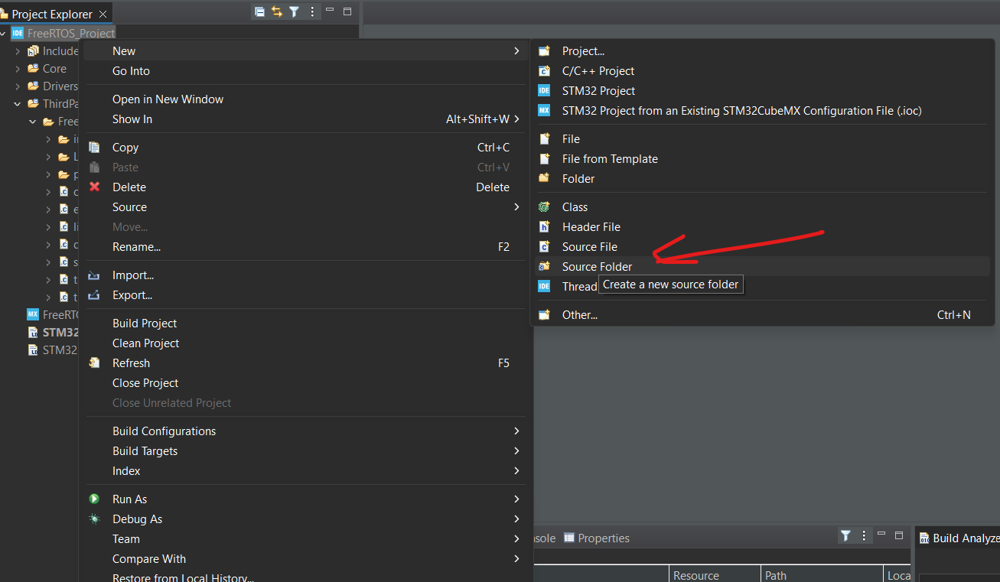 Project Explorer
IDE FreeRTOS_Project
Include
Core
Drivers
ThirdPa
Free
MX FreeRTO
STM32
STM32
New
Go Into
Open in New Window
Show In Alt+Shift+W
Copy Ctrl+C
Paste Ctrl+V
Delete Delete
Source
Move...
Rename... F2
Import...
Export...
Build Project
Clean Project
Refresh F5
Close Project
Close Unrelated Project
Build Configurations
Build Targets
Index
Run As
Debug As
Team
Compare With
Restore from Local History...
Project...
C/C++ Project
IDE STM32 Project
MX STM32 Project from an Existing STM32CubeMX Configuration File (.ioc)
File
File from Template
Folder
Class
Header File
Source File
Source Folder
IDE Thread
Create a new source folder
Other... Ctrl+N
sole Properties
Build Analyze
Resource Path Loca